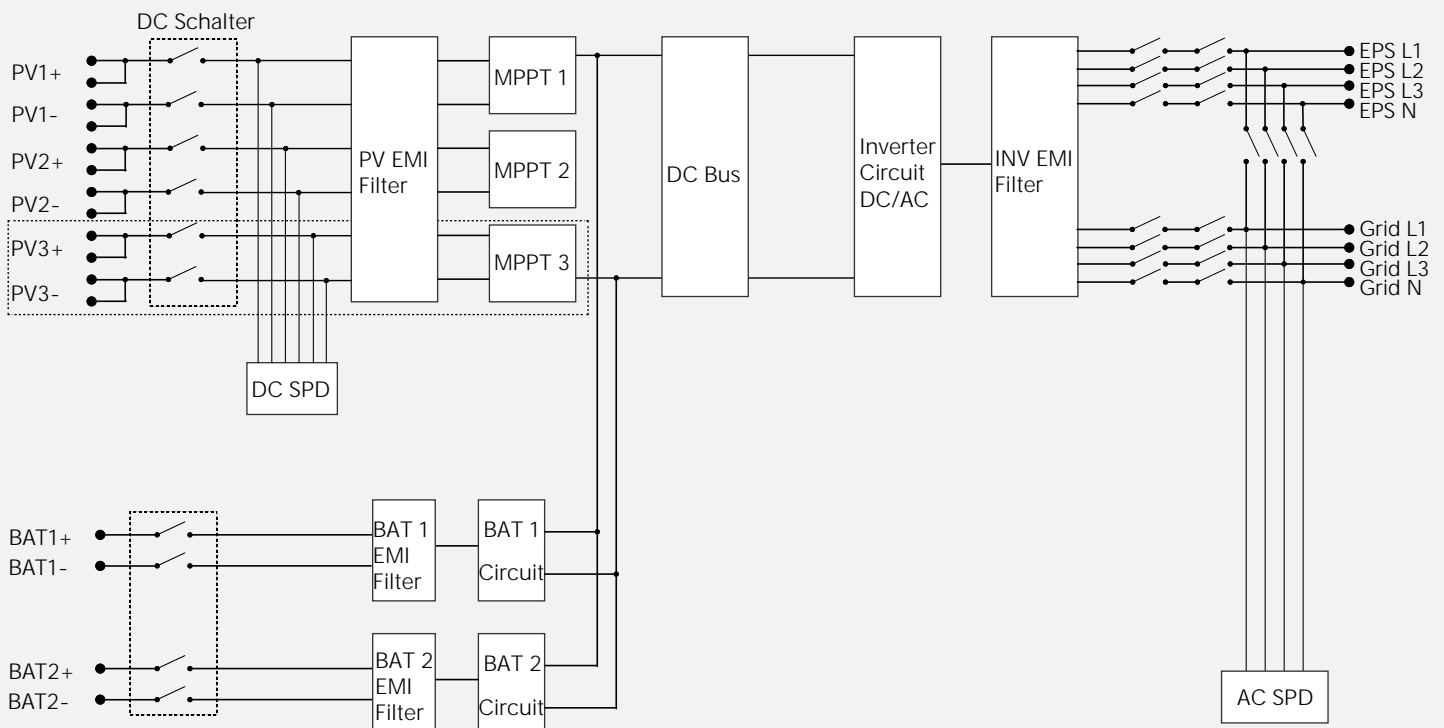 DC Schalter
PV1+
PV1-
PV2+
PV2-
PV3+
PV3-
PV EMI
Filter
MPPT 1
MPPT 2
MPPT 3
DC SPD
DC Bus
Inverter
Circuit
DC/AC
INV EMI
Filter
EPS L1
EPS L2
EPS L3
EPS N
Grid L1
Grid L2
Grid L3
Grid N
BAT1+
BAT1-
BAT 1
EMI
Filter
BAT 1
Circuit
BAT2+
BAT2-
BAT 2
EMI
Filter
BAT 2
Circuit
AC SPD